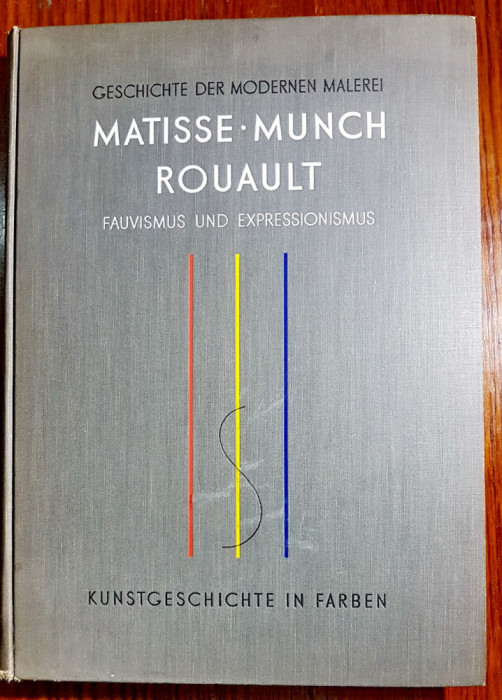 GESCHICHTE DER MODERNEN MALEREI
MATISSE · MUNCH
ROUAULT
FAUVISMUS UND EXPRESSIONISMUS
KUNSTGESCHICHTE IN FARBEN